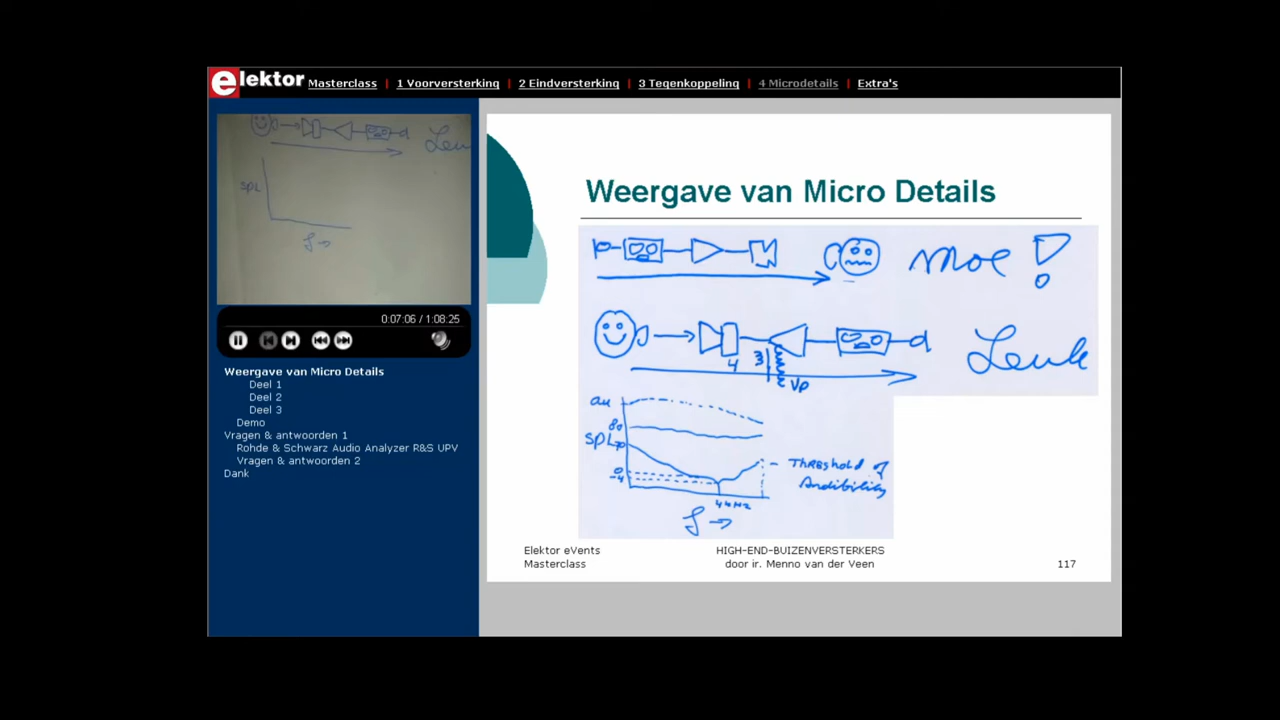 elektor Masterclass | 1 Voorversterking | 2 Eindversterking | 3 Tegenkoppeling | 4 Microdetails | Extra's
Leuk
SPL
f →
0:07:06 / 1:08:25
Weergave van Micro Details
Deel 1
Deel 2
Deel 3
Demo
Vragen & antwoorden 1
Rohde & Schwarz Audio Analyzer R&S UPV
Vragen & antwoorden 2
Dank
Weergave van Micro Details
Moe !
4
3
VP
Leuk
80
SPL
0
-4
Threshold of
Audibility
4kHz
f →
Elektor eVents
Masterclass
HIGH-END-BUIZENVERSTERKERS
door ir. Menno van der Veen
117